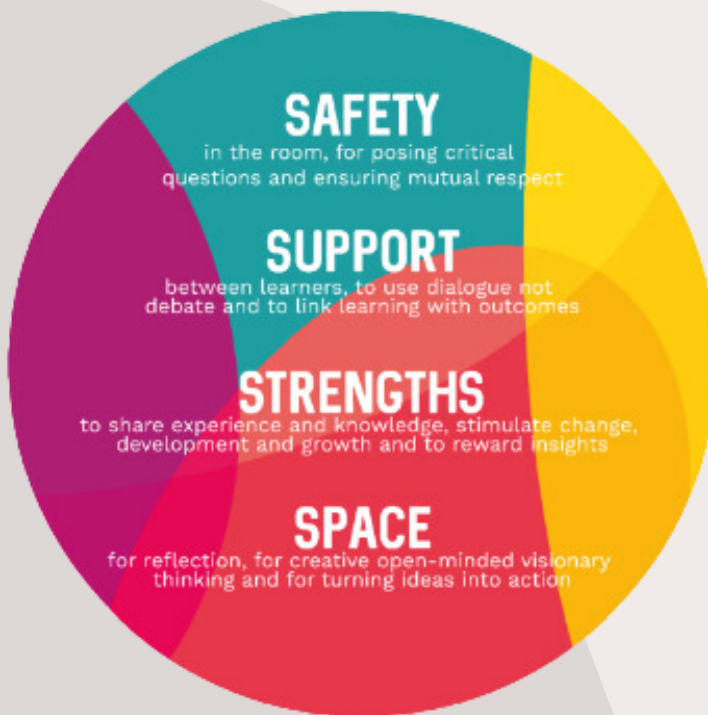 SAFETY
in the room, for posing critical
questions and ensuring mutual respect
SUPPORT
between learners, to use dialogue not
debate and to link learning with outcomes
STRENGTHS
to share experience and knowledge, stimulate change,
development and growth and to reward insights
SPACE
for reflection, for creative open-minded visionary
thinking and for turning ideas into action